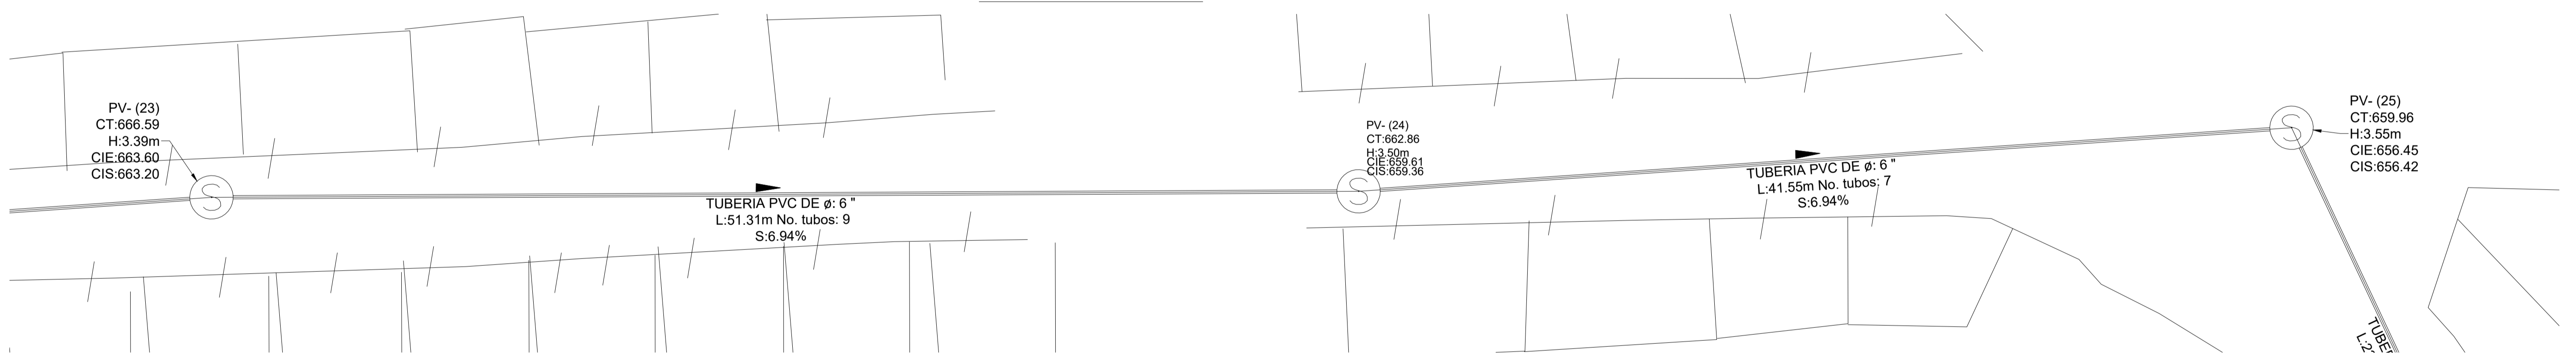 PV- (23)
CT:666.59
H:3.39m
CIE:663.60
CIS:663.20
S
TUBERIA PVC DE ø: 6 "
L:51.31m No. tubos: 9
S:6.94%
PV- (24)
CT:662.86
H:3.50m
CIE:659.61
CIS:659.36
S
TUBERIA PVC DE ø: 6 "
L:41.55m No. tubos: 7
S:6.94%
S
PV- (25)
CT:659.96
H:3.55m
CIE:656.45
CIS:656.42